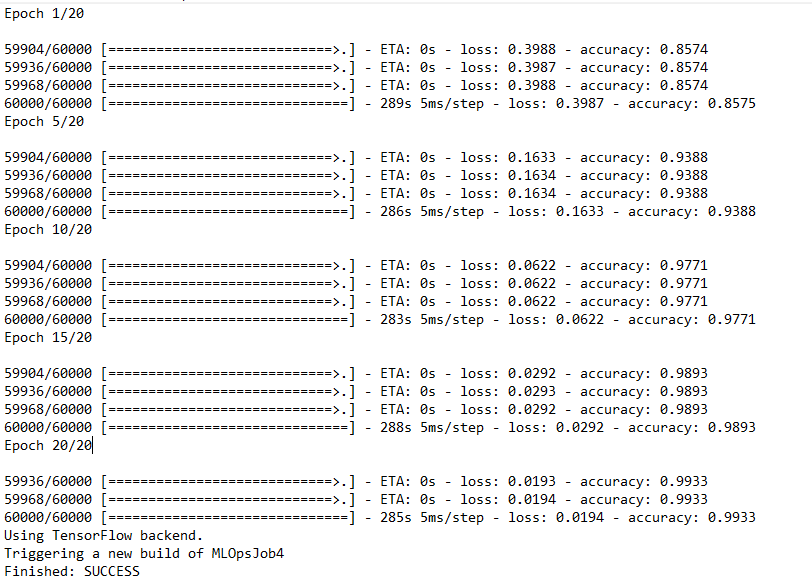 Epoch 1/20
59904/60000 [============================>.] - ETA: 0s - loss: 0.3988 - accuracy: 0.8574
59936/60000 [============================>.] - ETA: 0s - loss: 0.3987 - accuracy: 0.8574
59968/60000 [============================>.] - ETA: 0s - loss: 0.3988 - accuracy: 0.8574
60000/60000 [==============================] - 289s 5ms/step - loss: 0.3987 - accuracy: 0.8575
Epoch 5/20
59904/60000 [============================>.] - ETA: 0s - loss: 0.1633 - accuracy: 0.9388
59936/60000 [============================>.] - ETA: 0s - loss: 0.1634 - accuracy: 0.9388
59968/60000 [============================>.] - ETA: 0s - loss: 0.1634 - accuracy: 0.9388
60000/60000 [==============================] - 286s 5ms/step - loss: 0.1633 - accuracy: 0.9388
Epoch 10/20
59904/60000 [============================>.] - ETA: 0s - loss: 0.0622 - accuracy: 0.9771
59936/60000 [============================>.] - ETA: 0s - loss: 0.0622 - accuracy: 0.9771
59968/60000 [============================>.] - ETA: 0s - loss: 0.0622 - accuracy: 0.9771
60000/60000 [==============================] - 283s 5ms/step - loss: 0.0622 - accuracy: 0.9771
Epoch 15/20
59904/60000 [============================>.] - ETA: 0s - loss: 0.0292 - accuracy: 0.9893
59936/60000 [============================>.] - ETA: 0s - loss: 0.0293 - accuracy: 0.9893
59968/60000 [============================>.] - ETA: 0s - loss: 0.0292 - accuracy: 0.9893
60000/60000 [==============================] - 288s 5ms/step - loss: 0.0292 - accuracy: 0.9893
Epoch 20/20
59936/60000 [============================>.] - ETA: 0s - loss: 0.0193 - accuracy: 0.9933
59968/60000 [============================>.] - ETA: 0s - loss: 0.0194 - accuracy: 0.9933
60000/60000 [==============================] - 285s 5ms/step - loss: 0.0194 - accuracy: 0.9933
Using TensorFlow backend.
Triggering a new build of MLOpsJob4
Finished: SUCCESS